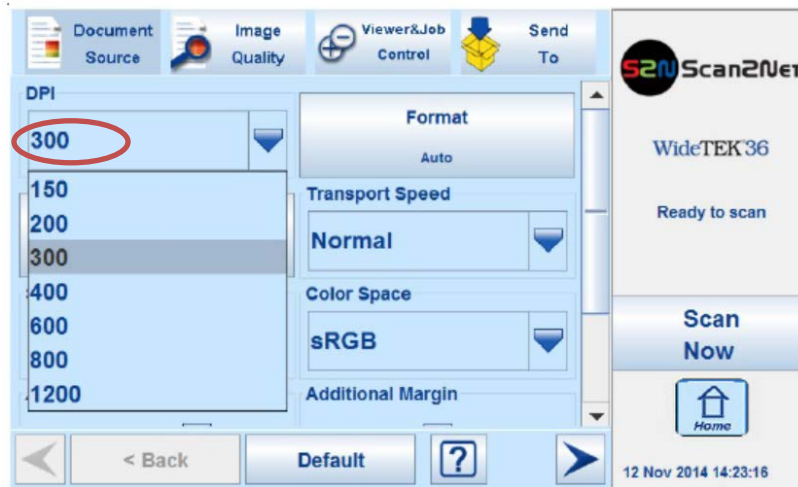 Document
Source
Image
Quality
Viewer&Job
Control
Send
To
DPI
300
150
200
300
400
600
800
1200
Format
Auto
Transport Speed
Normal
Color Space
sRGB
Additional Margin
< Back
Default
?
S2N Scan2Net
WideTEK 36
Ready to scan
Scan
Now
Home
12 Nov 2014 14:23:16